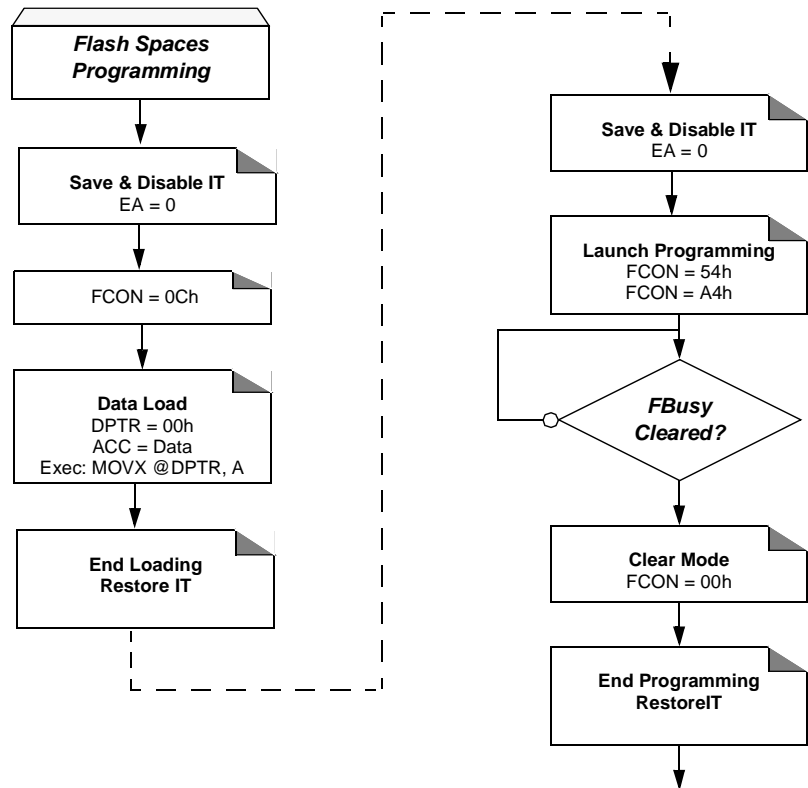 Flash Spaces
Programming
Save & Disable IT
EA = 0
FCON = 0Ch
Data Load
DPTR = 00h
ACC = Data
Exec: MOVX @DPTR, A
End Loading
Restore IT
Save & Disable IT
EA = 0
Launch Programming
FCON = 54h
FCON = A4h
FBusy
Cleared?
Clear Mode
FCON = 00h
End Programming
RestoreIT